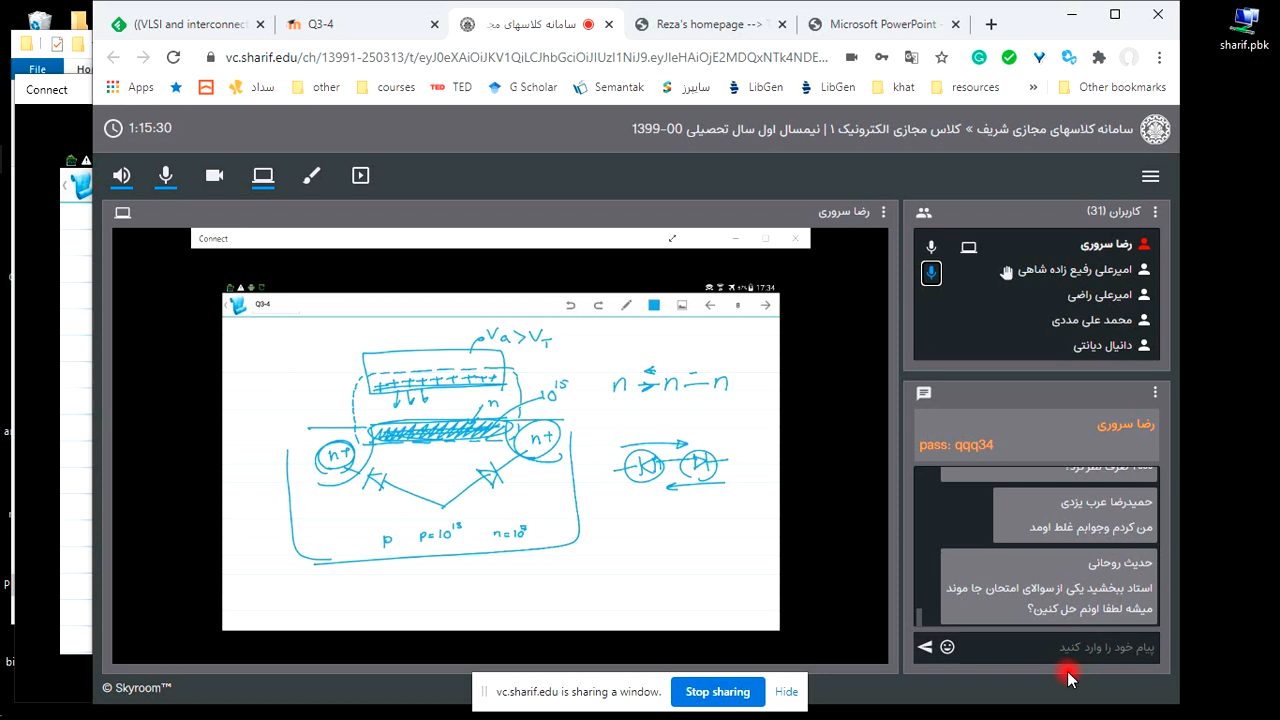 ((VLSI and interconnect
Q3-4
سامانه کلاسهای مجا
Reza's homepage -->
Microsoft PowerPoint -
sharif.pbk
File
Connect
vc.sharif.edu/ch/13991-250313/t/eyJ0eXAiOiJKV1QiLCJhbGciOiJIUzI1NiJ9.eyJleHAiOjE2MDQxNTk4NDE...
Apps
سداد
other
courses
TED
TED
G Scholar
Semantak
سایپرز
LibGen
LibGen
khat
resources
»
Other bookmarks
1:15:30
سامانه کلاسهای مجازی شریف » کلاس مجازی الکترونیک ۱ | نیمسال اول سال تحصیلی 00-1399
رضا سروری
کاربران (31)
Connect
رضا سروری
امیرعلی رفیع زاده شاهی
امیرعلی راضی
محمد علی مددی
دانیال دیانتی
17:34
Q3-4
8
Va > VT
10^15
n
n+
n+
p
p=10^15
n → n — n
رضا سروری
pass: qqq34
حمیدرضا عرب یزدی
من کردم وجوابم غلط اومد
حدیث روحانی
استاد ببخشید یکی از سوالای امتحان جا موند
میشه لطفا اونم حل کنین؟
پیام خود را وارد کنید
© Skyroom™
vc.sharif.edu is sharing a window.
Stop sharing
Hide